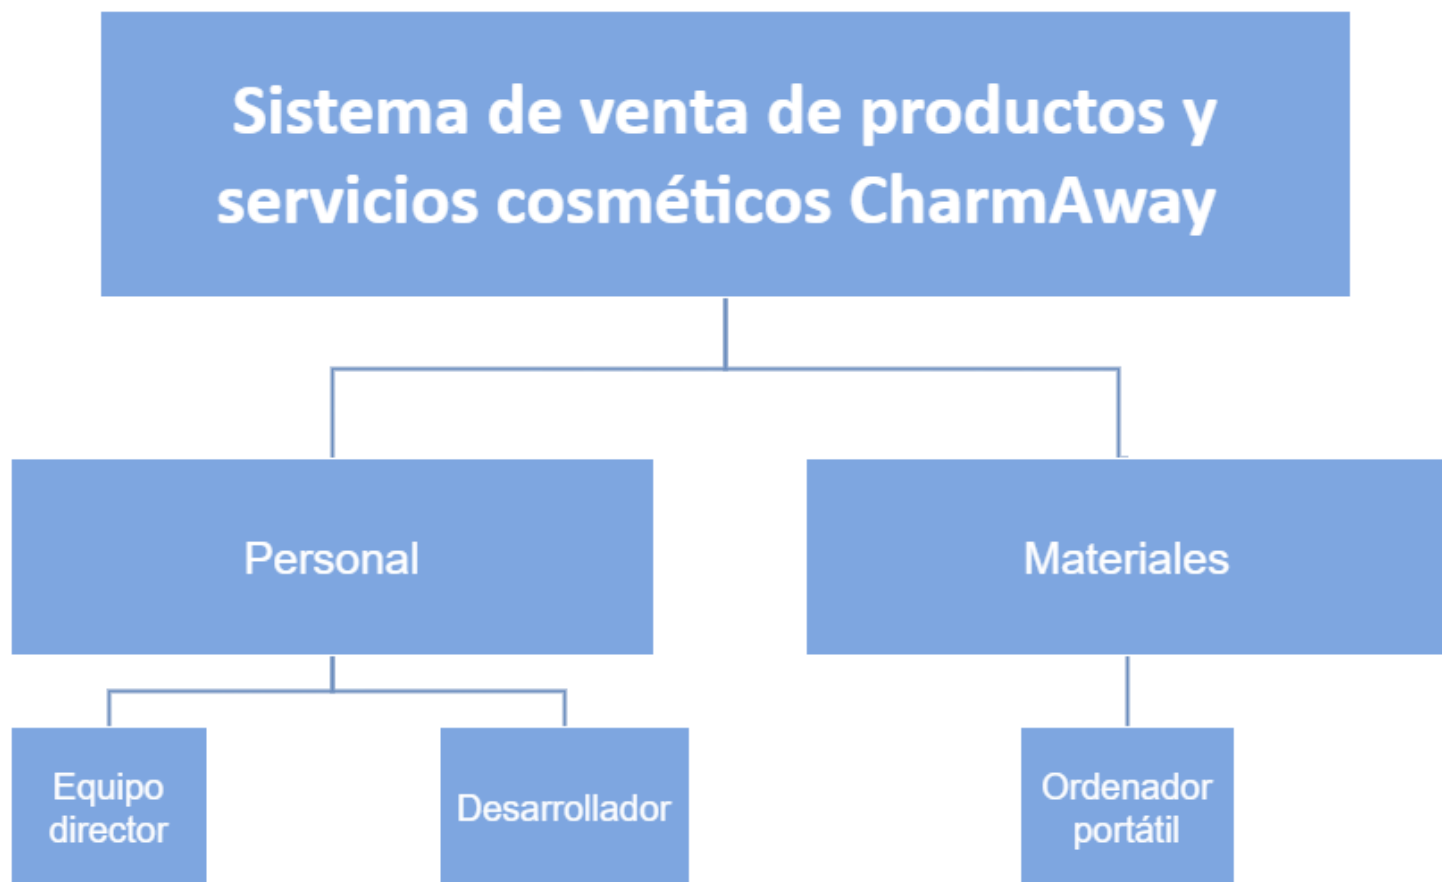 Sistema de venta de productos y
servicios cosméticos CharmAway
Personal
Materiales
Equipo
director
Desarrollador
Ordenador
portátil